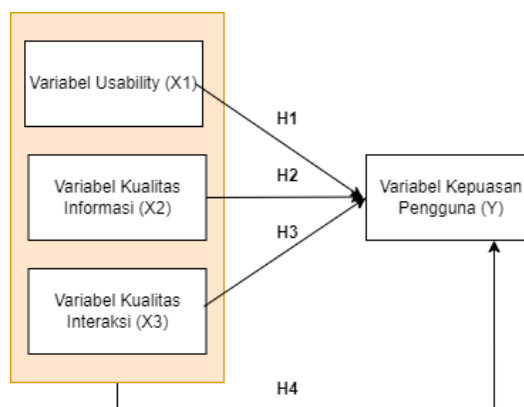 Variabel Usability (X1)
H1
Variabel Kualitas
Informasi (X2)
H2
Variabel Kepuasan
Pengguna (Y)
H3
Variabel Kualitas
Interaksi (X3)
H4